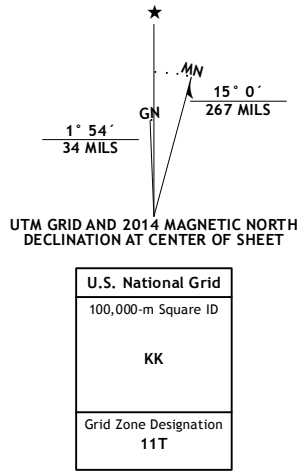 ★
MN
GN
15° 0´
267 MILS
1° 54´
34 MILS
UTM GRID AND 2014 MAGNETIC NORTH
DECLINATION AT CENTER OF SHEET
U.S. National Grid
100,000-m Square ID
KK
Grid Zone Designation
11T